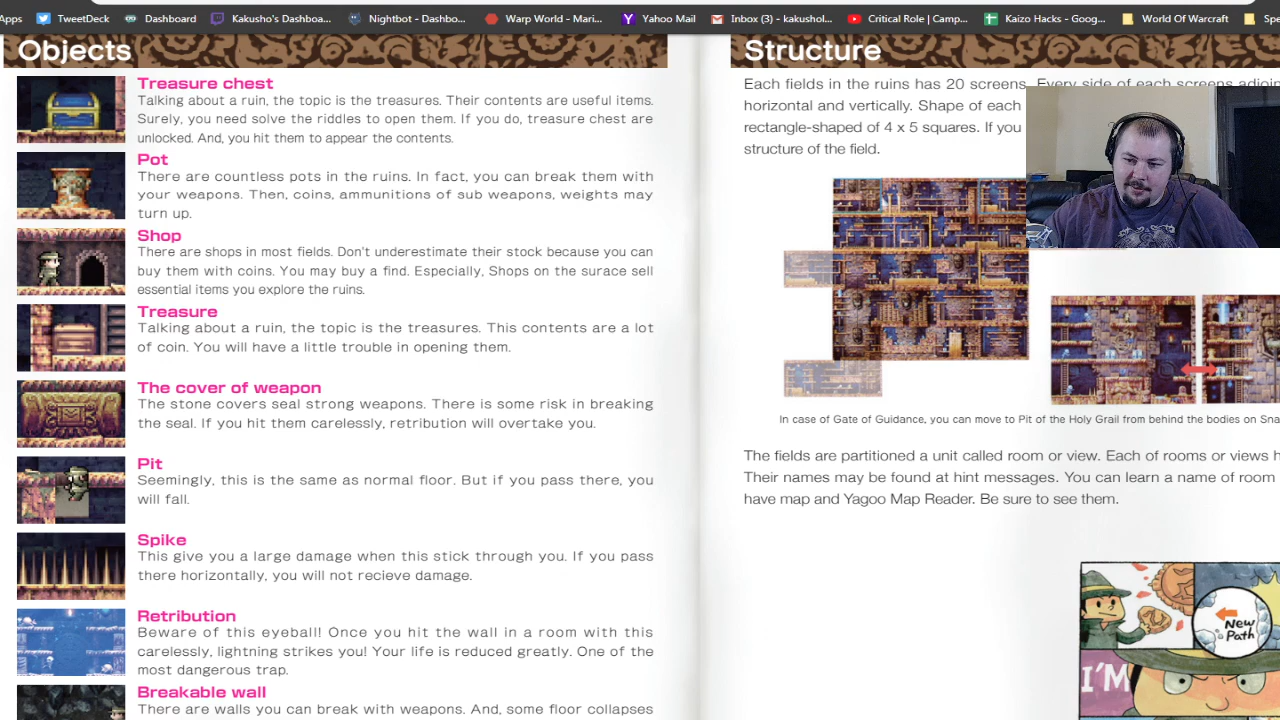 Apps
TweetDeck
Dashboard
Kakusho's Dashboa...
Nightbot - Dashbo...
Warp World - Mari...
Yahoo Mail
Inbox (3) - kakushol...
Critical Role | Camp...
Kaizo Hacks - Goog...
World Of Warcraft
Spe
Objects
Treasure chest
Talking about a ruin, the topic is the treasures. Their contents are useful items.
Surely, you need solve the riddles to open them. If you do, treasure chest are
unlocked. And, you hit them to appear the contents.
Pot
There are countless pots in the ruins. In fact, you can break them with
your weapons. Then, coins, ammunitions of sub weapons, weights may
turn up.
Shop
There are shops in most fields. Don't underestimate their stock because you can
buy them with coins. You may buy a find. Especially, Shops on the surace sell
essential items you explore the ruins.
Treasure
Talking about a ruin, the topic is the treasures. This contents are a lot
of coin. You will have a little trouble in opening them.
The cover of weapon
The stone covers seal strong weapons. There is some risk in breaking
the seal. If you hit them carelessly, retribution will overtake you.
Pit
Seemingly, this is the same as normal floor. But if you pass there, you
will fall.
Spike
This give you a large damage when this stick through you. If you pass
there horizontally, you will not recieve damage.
Retribution
Beware of this eyeball! Once you hit the wall in a room with this
carelessly, lightning strikes you! Your life is reduced greatly. One of the
most dangerous trap.
Breakable wall
There are walls you can break with weapons. And, some floor collapses
Structure
Each fields in the ruins has 20 screens. Every side of each screens adjoin
horizontal and vertically. Shape of each
rectangle-shaped of 4 x 5 squares. If you
structure of the field.
In case of Gate of Guidance, you can move to Pit of the Holy Grail from behind the bodies on Sna
The fields are partitioned a unit called room or view. Each of rooms or views h
Their names may be found at hint messages. You can learn a name of room
have map and Yagoo Map Reader. Be sure to see them.
New
Path
I'M